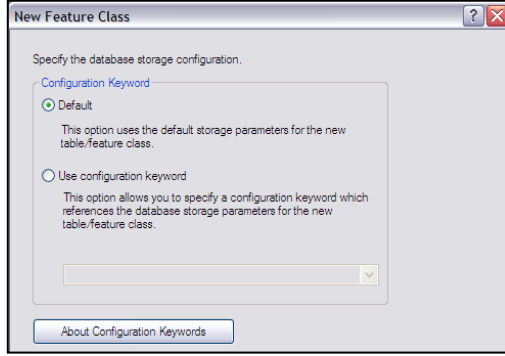 New Feature Class
Specify the database storage configuration.
Configuration Keyword
Default
This option uses the default storage parameters for the new
table/feature class.
Use configuration keyword
This option allows you to specify a configuration keyword which
references the database storage parameters for the new
table/feature class.
About Configuration Keywords